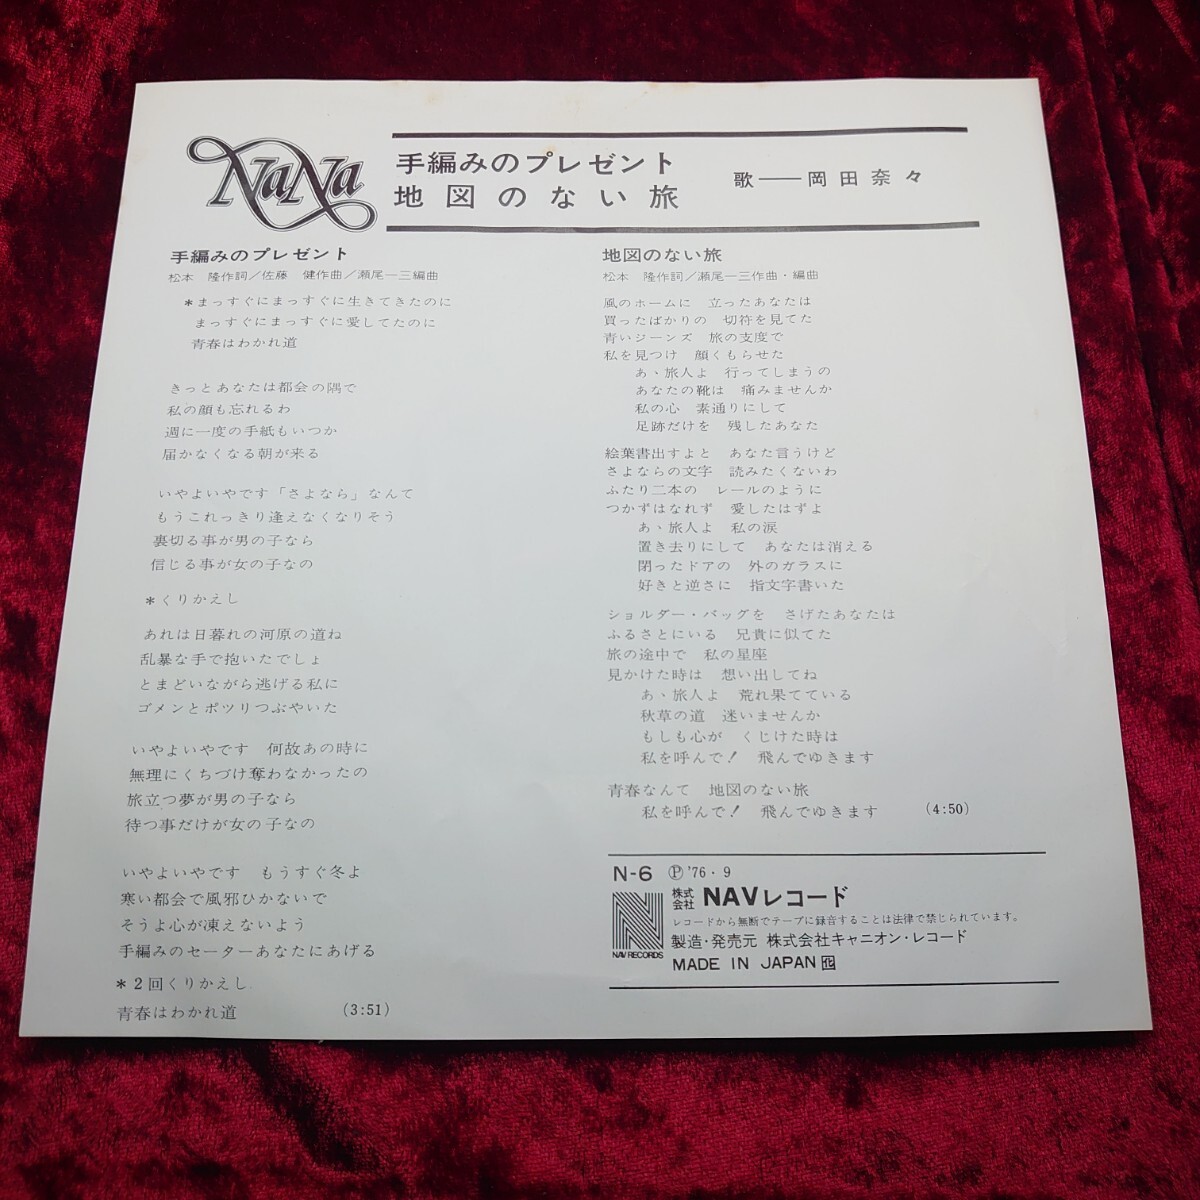 NaNa
手編みのプレゼント
地図のない旅
歌――岡田奈々
手編みのプレゼント
松本　隆作詞／佐藤　健作曲／瀬尾一三編曲
＊まっすぐにまっすぐに生きてきたのに
まっすぐにまっすぐに愛してたのに
青春はわかれ道
きっとあなたは都会の隅で
私の顔も忘れるわ
週に一度の手紙もいつか
届かなくなる朝が来る
いやよいやです「さよなら」なんて
もうこれっきり逢えなくなりそう
裏切る事が男の子なら
信じる事が女の子なの
＊くりかえし
あれは日暮れの河原の道ね
乱暴な手で抱いたでしょ
とまどいながら逃げる私に
ゴメンとポツリつぶやいた
いやよいやです　何故あの時に
無理にくちづけ奪わなかったの
旅立つ夢が男の子なら
待つ事だけが女の子なの
いやよいやです　もうすぐ冬よ
寒い都会で風邪ひかないで
そうよ心が凍えないよう
手編みのセーターあなたにあげる
＊2回くりかえし
青春はわかれ道
(3:51)
地図のない旅
松本　隆作詞／瀬尾一三作曲・編曲
風のホームに　立ったあなたは
買ったばかりの　切符を見てた
青いジーンズ　旅の支度で
私を見つけ　顔くもらせた
あゝ旅人よ　行ってしまうの
あなたの靴は　痛みませんか
私の心　素通りにして
足跡だけを　残したあなた
絵葉書出すよと　あなた言うけど
さよならの文字　読みたくないわ
ふたり二本の　レールのように
つかずはなれず　愛したはずよ
あゝ旅人よ　私の涙
置き去りにして　あなたは消える
閉ったドアの　外のガラスに
好きと逆さに　指文字書いた
ショルダー・バッグを　さげたあなたは
ふるさとにいる　兄貴に似てた
旅の途中で　私の星座
見かけた時は　想い出してね
あゝ旅人よ　荒れ果てている
秋草の道　迷いませんか
もしも心が　くじけた時は
私を呼んで！　飛んでゆきます
青春なんて　地図のない旅
私を呼んで！　飛んでゆきます
(4:50)
N-6 Ⓟ'76・9
株式会社 NAVレコード
レコードから無断でテープに録音することは法律で禁じられています。
NAV RECORDS
製造・発売元 株式会社キャニオン・レコード
MADE IN JAPAN